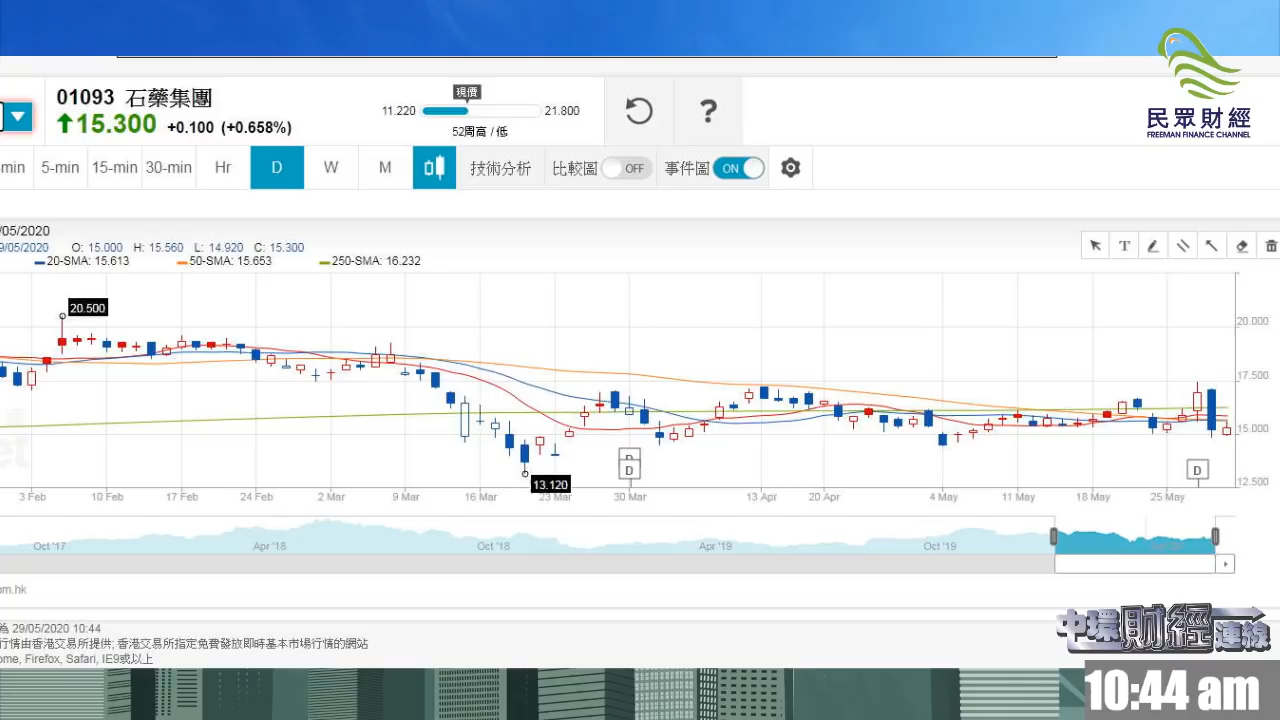 01093 石藥集團
15.300 +0.100 (+0.658%)
現價
11.220 21.800
52周高 / 低
?
民眾財經
FREEMAN FINANCE CHANNEL
min 5-min 15-min 30-min Hr D W M 技術分析 比較圖 OFF 事件圖 ON
/05/2020
9/05/2020 O: 15.000 H: 15.560 L: 14.920 C: 15.300
20-SMA: 15.613 50-SMA: 15.653 250-SMA: 16.232
T
20.500
20.000
17.500
15.000
12.500
13.120
D
D
D
3 Feb 10 Feb 17 Feb 24 Feb 2 Mar 9 Mar 16 Mar 23 Mar 30 Mar 13 Apr 20 Apr 4 May 11 May 18 May 25 May
Oct '17 Apr '18 Oct '18 Apr '19 Oct '19
om.hk
為 29/05/2020 10:44
行情由香港交易所提供; 香港交易所指定免費發放即時基本市場行情的網站
ome, Firefox, Safari, IE9或以上
中環財經連線
10:44 am